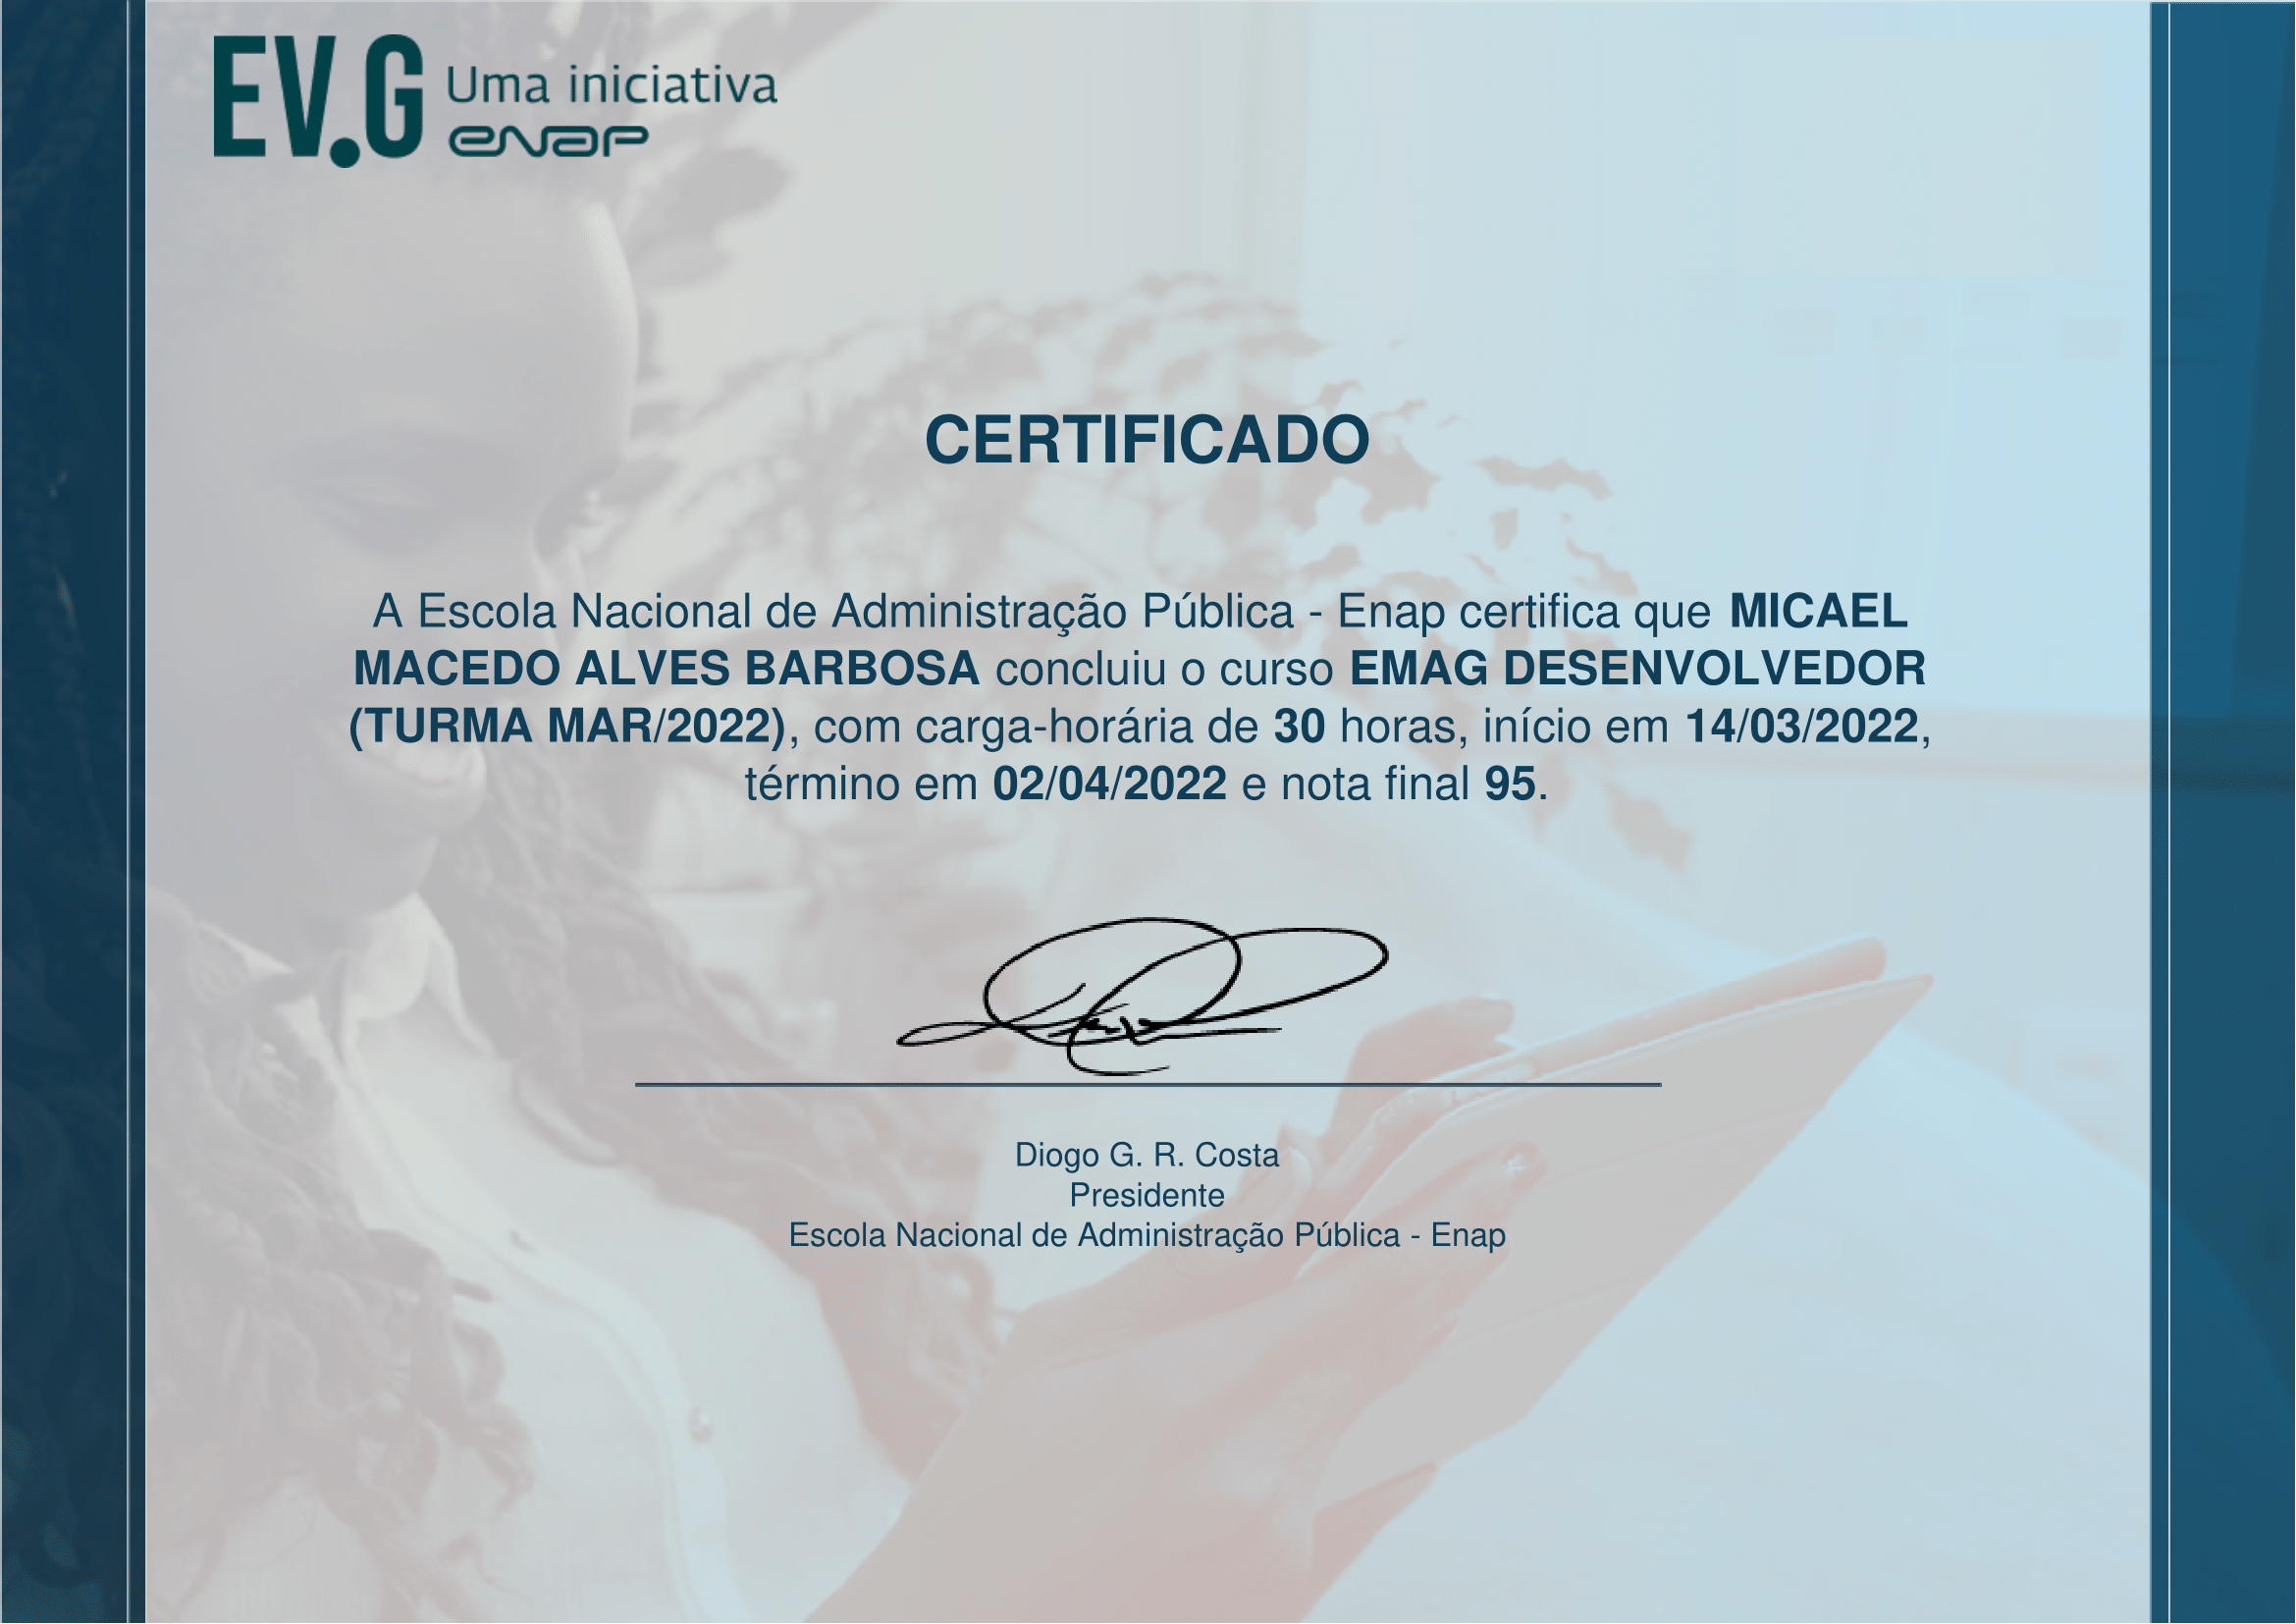 EV.G Uma iniciativa
enap
CERTIFICADO
A Escola Nacional de Administração Pública - Enap certifica que MICAEL
MACEDO ALVES BARBOSA concluiu o curso EMAG DESENVOLVEDOR
(TURMA MAR/2022), com carga-horária de 30 horas, início em 14/03/2022,
término em 02/04/2022 e nota final 95.
Diogo G. R. Costa
Presidente
Escola Nacional de Administração Pública - Enap